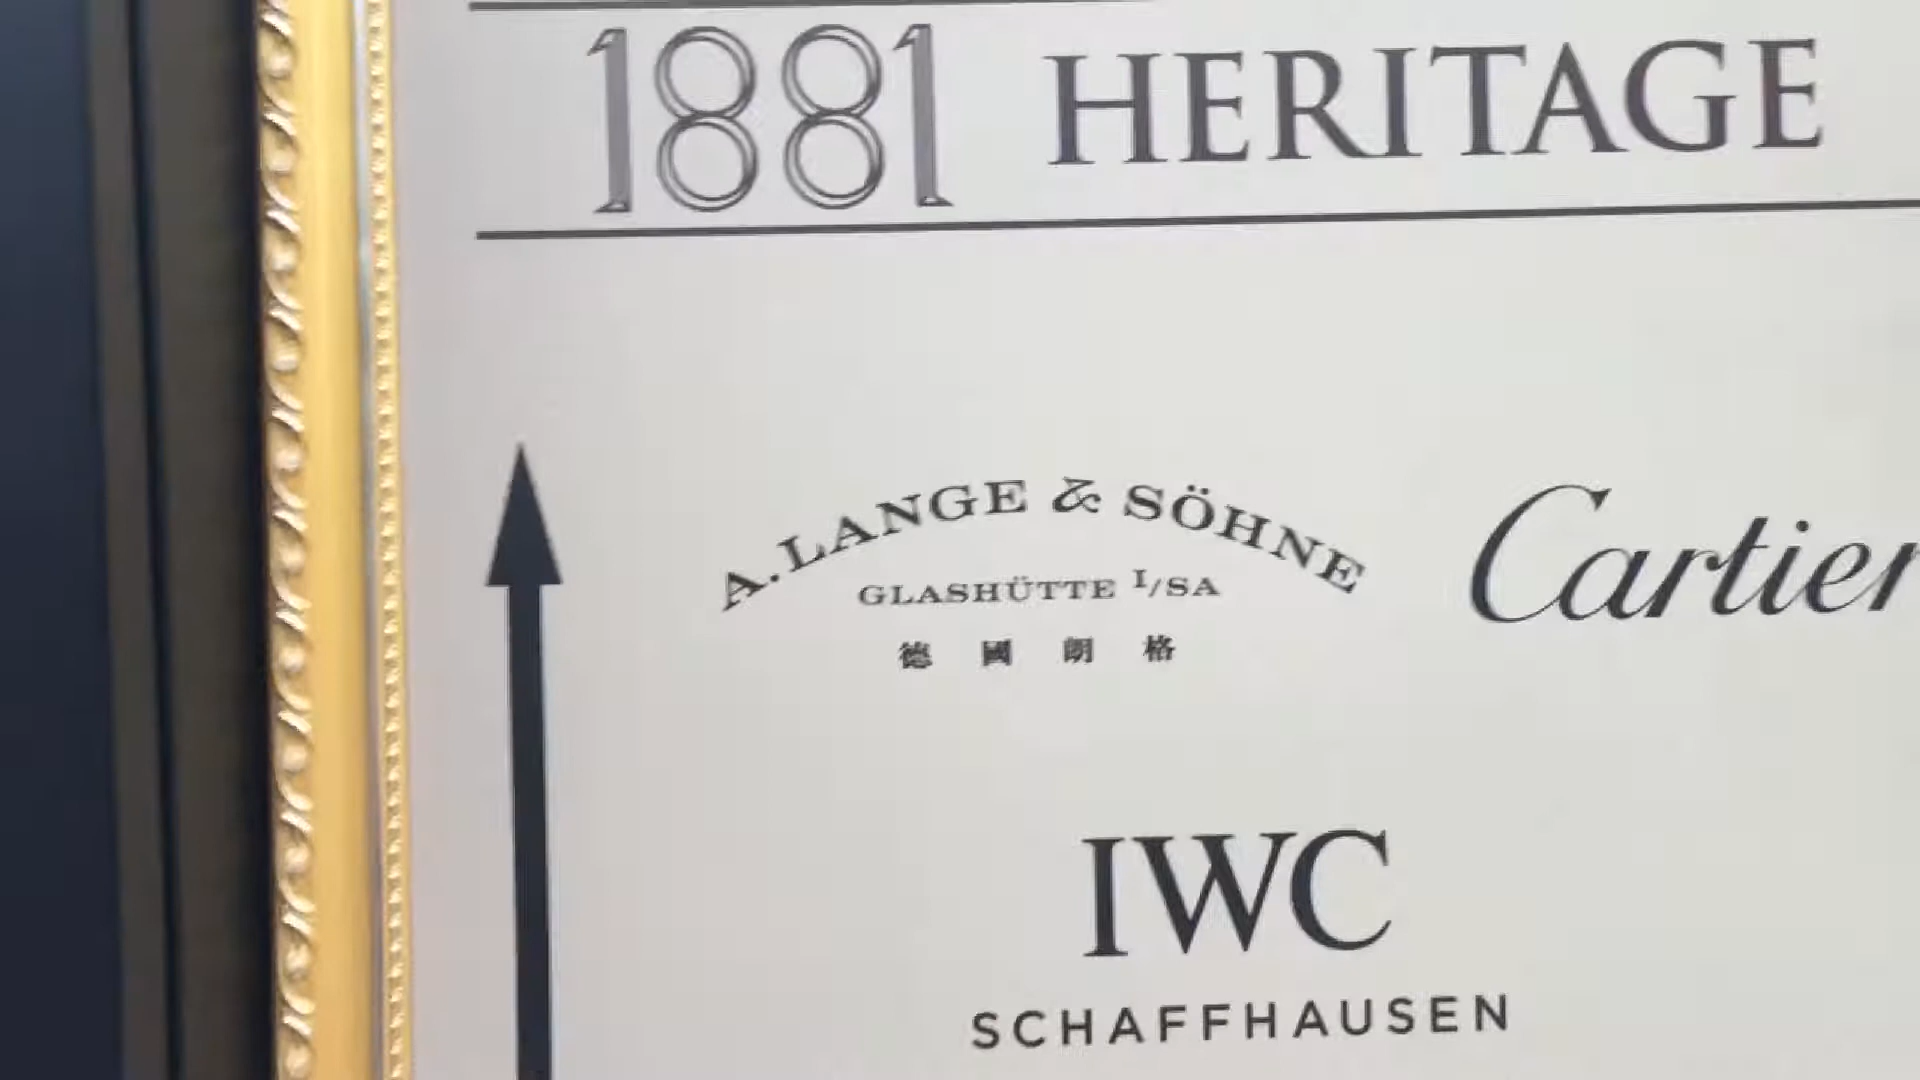 1881 HERITAGE
A. LANGE & SÖHNE
GLASHÜTTE I/SA
德國朗格
Cartier
IWC
SCHAFFHAUSEN